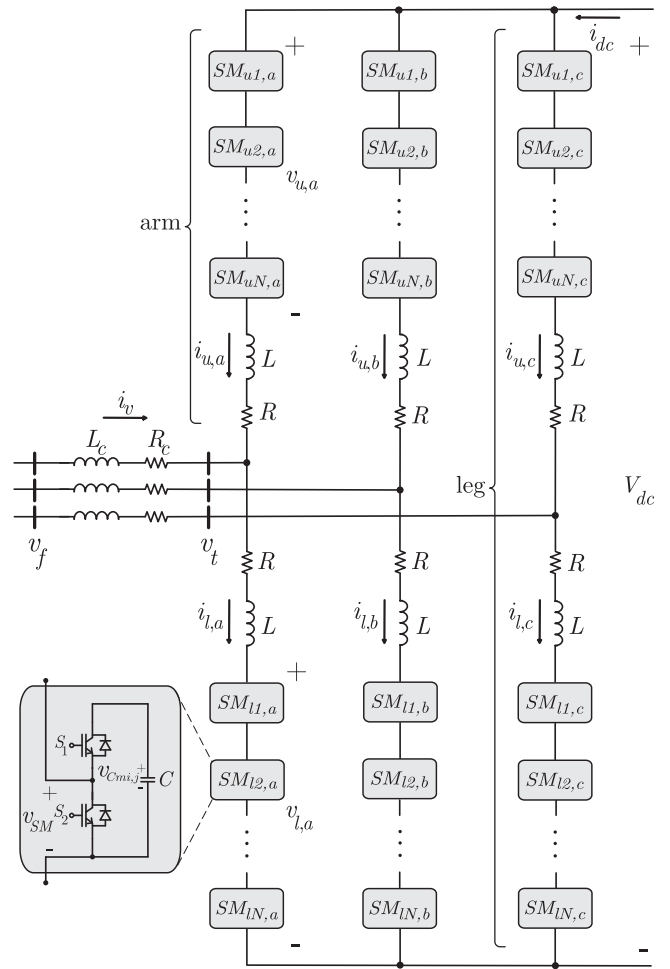 i_dc
+ +
SM_u1,a SM_u1,b SM_u1,c
SM_u2,a SM_u2,b SM_u2,c
v_u,a
arm
SM_uN,a SM_uN,b SM_uN,c
-
i_u,a L i_u,b L i_u,c L
R R R
i_v
L_c R_c
leg V_dc
v_f v_t
R R R
i_l,a L i_l,b L i_l,c L
+
SM_l1,a SM_l1,b SM_l1,c
S_1
v_Cmi,j + - C
SM_l2,a SM_l2,b SM_l2,c
+ v_SM -
S_2
v_l,a
SM_lN,a SM_lN,b SM_lN,c
- -